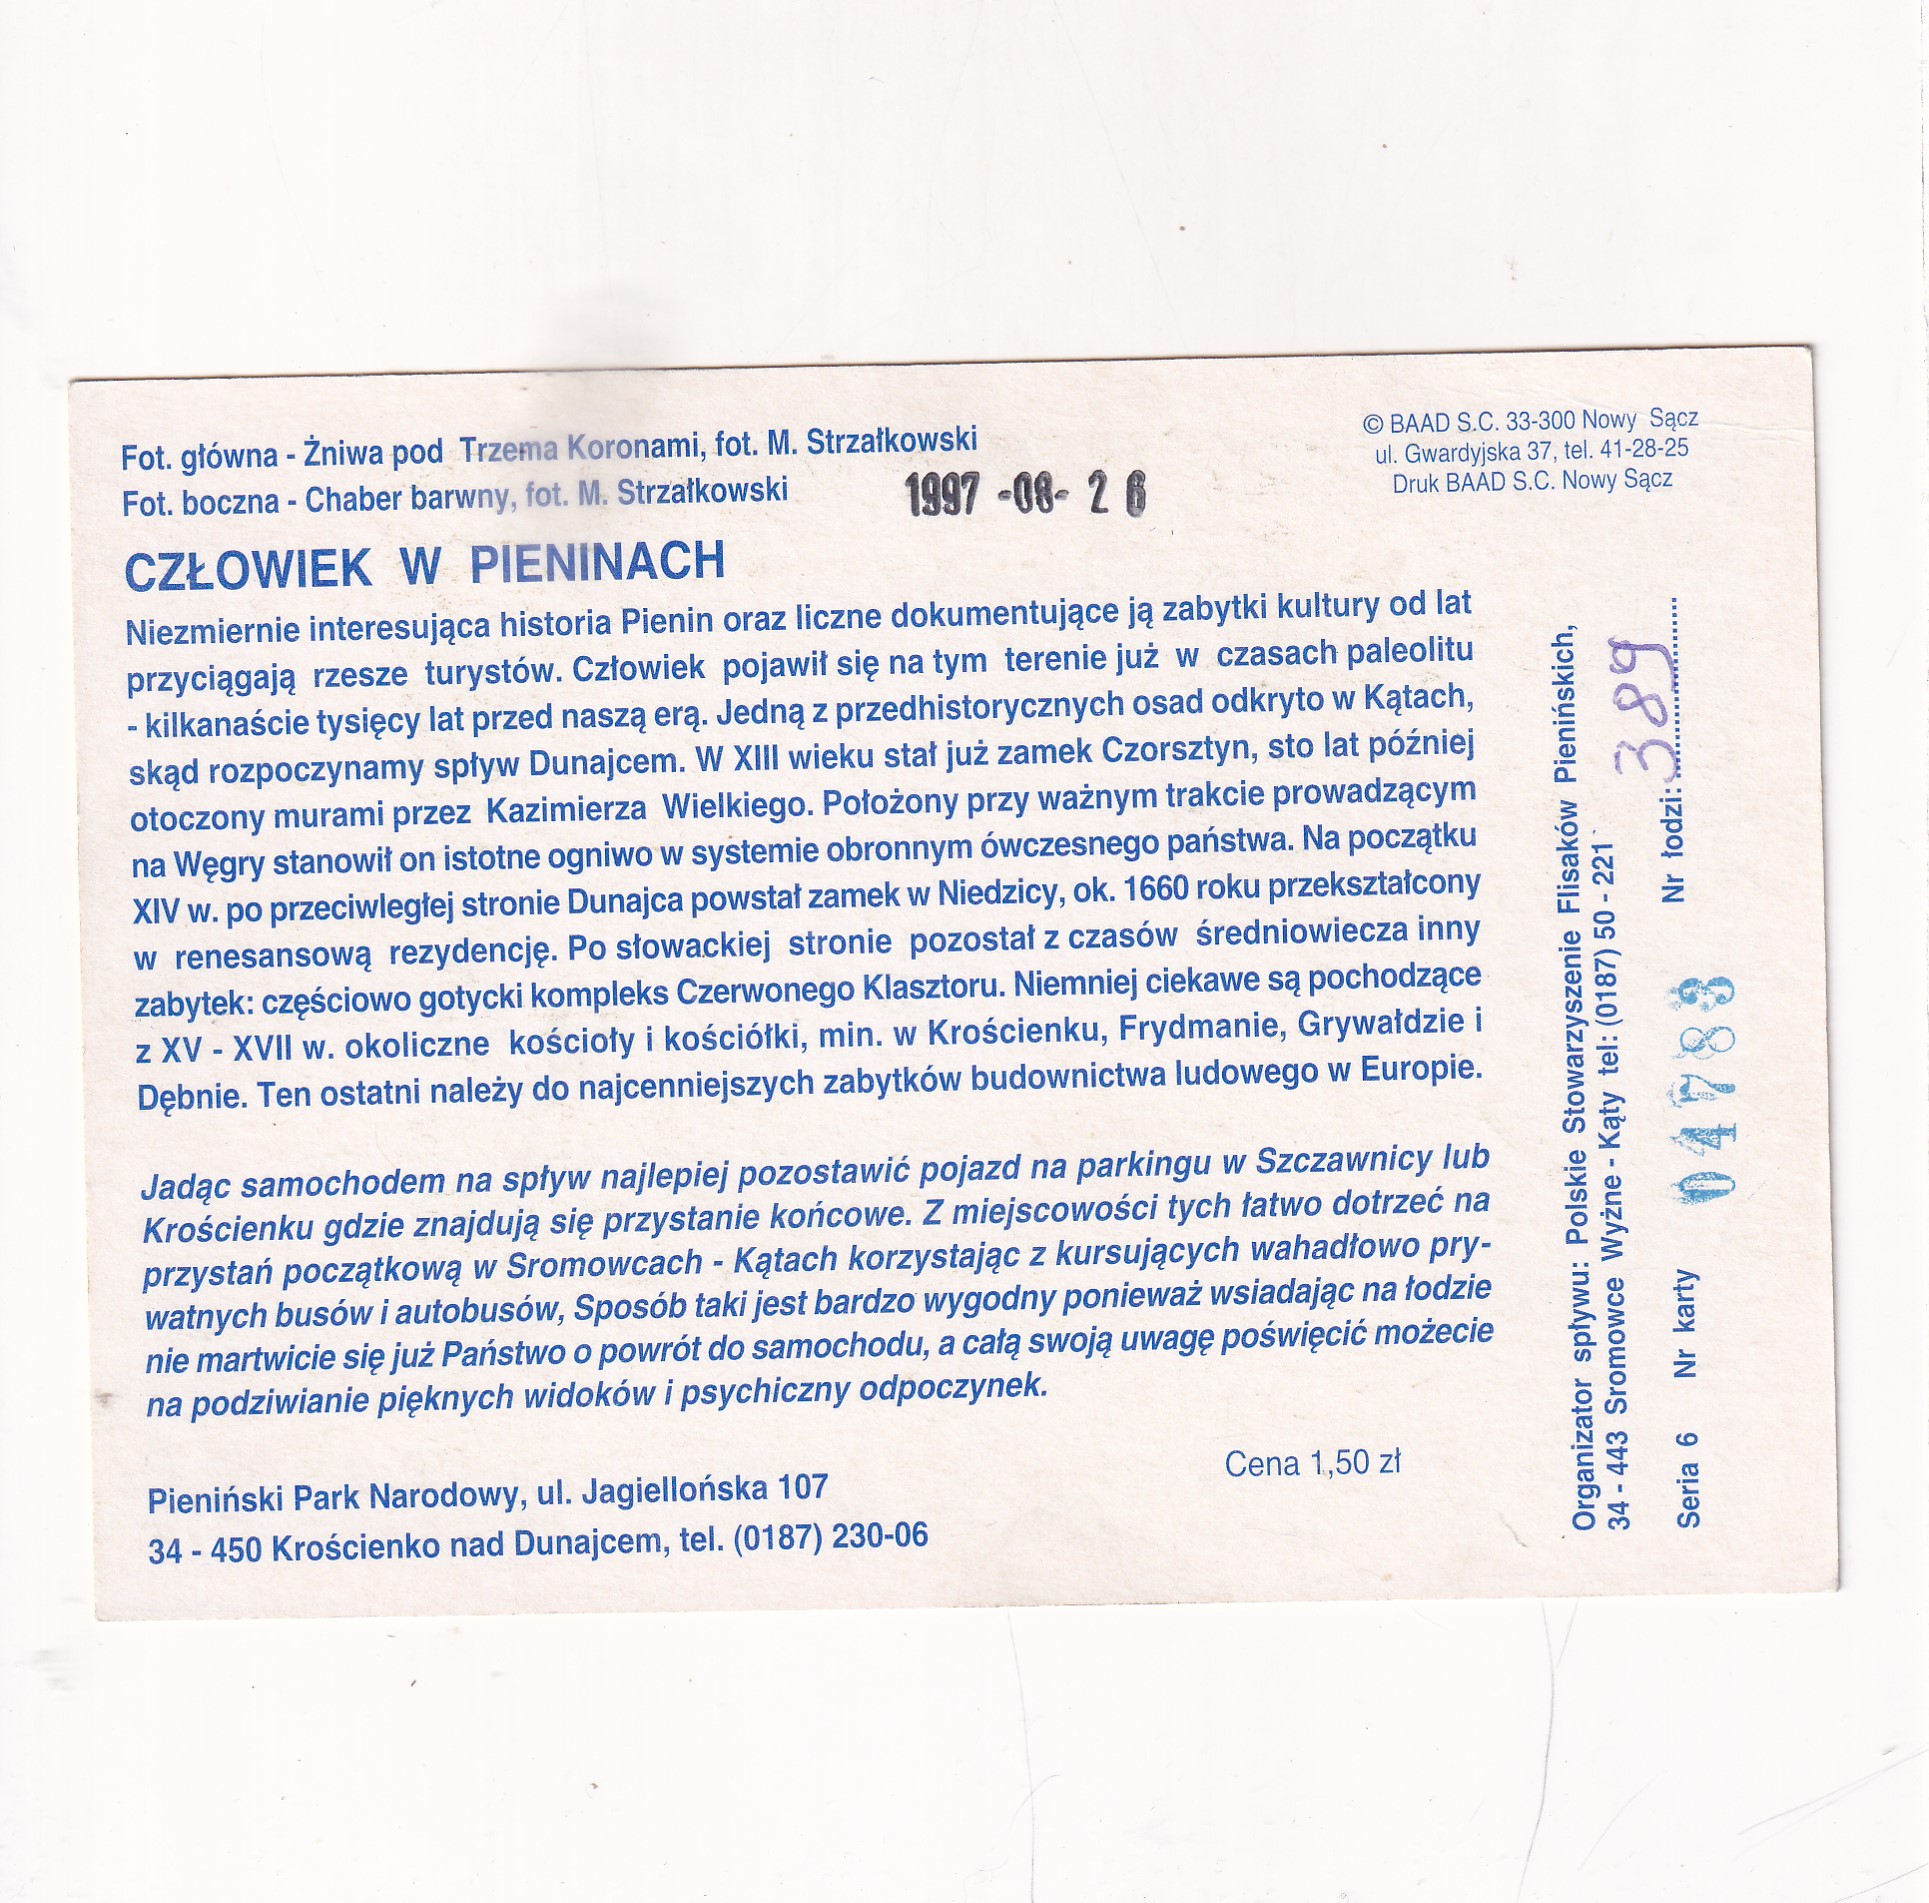 Fot. główna - Żniwa pod Trzema Koronami, fot. M. Strzałkowski
Fot. boczna - Chaber barwny, fot. M. Strzałkowski
1997 -08- 26
© BAAD S.C. 33-300 Nowy Sącz
ul. Gwardyjska 37, tel. 41-28-25
Druk BAAD S.C. Nowy Sącz
CZŁOWIEK W PIENINACH
Niezmiernie interesująca historia Pienin oraz liczne dokumentujące ją zabytki kultury od lat
przyciągają rzesze turystów. Człowiek pojawił się na tym terenie już w czasach paleolitu
- kilkanaście tysięcy lat przed naszą erą. Jedną z przedhistorycznych osad odkryto w Kątach,
skąd rozpoczynamy spływ Dunajcem. W XIII wieku stał już zamek Czorsztyn, sto lat później
otoczony murami przez Kazimierza Wielkiego. Położony przy ważnym trakcie prowadzącym
na Węgry stanowił on istotne ogniwo w systemie obronnym ówczesnego państwa. Na początku
XIV w. po przeciwległej stronie Dunajca powstał zamek w Niedzicy, ok. 1660 roku przekształcony
w renesansową rezydencję. Po słowackiej stronie pozostał z czasów średniowiecza inny
zabytek: częściowo gotycki kompleks Czerwonego Klasztoru. Niemniej ciekawe są pochodzące
z XV - XVII w. okoliczne kościoły i kościółki, min. w Krościenku, Frydmanie, Grywałdzie i
Dębnie. Ten ostatni należy do najcenniejszych zabytków budownictwa ludowego w Europie.
Jadąc samochodem na spływ najlepiej pozostawić pojazd na parkingu w Szczawnicy lub
Krościenku gdzie znajdują się przystanie końcowe. Z miejscowości tych łatwo dotrzeć na
przystań początkową w Sromowcach - Kątach korzystając z kursujących wahadłowo pry-
watnych busów i autobusów, Sposób taki jest bardzo wygodny ponieważ wsiadając na łodzie
nie martwicie się już Państwo o powrót do samochodu, a całą swoją uwagę poświęcić możecie
na podziwianie pięknych widoków i psychiczny odpoczynek.
Cena 1,50 zł
Pieniński Park Narodowy, ul. Jagiellońska 107
34 - 450 Krościenko nad Dunajcem, tel. (0187) 230-06
Organizator spływu: Polskie Stowarzyszenie Flisaków Pienińskich,
34 - 443 Sromowce Wyżne - Kąty tel: (0187) 50 - 221
Seria 6 Nr karty 04788 Nr łodzi: 389